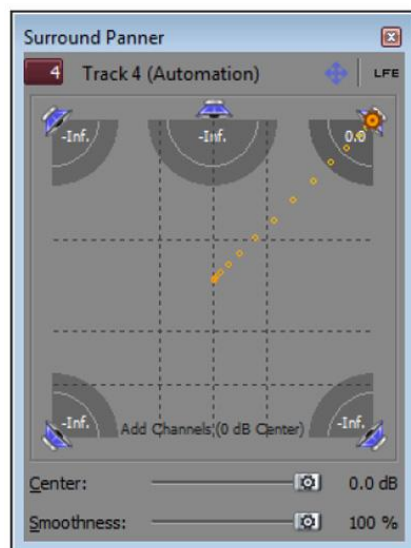 Surround Panner
4 Track 4 (Automation) LFE
-Inf. -Inf. 0.0
-Inf. Add Channels (0 dB Center) -Inf.
Center: 0.0 dB
Smoothness: 100 %